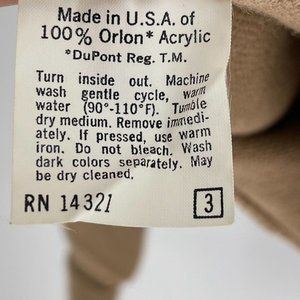 Made in U.S.A. of
100% Orlon* Acrylic
*DuPont Reg. T.M.
Turn inside out. Machine
wash gentle cycle, warm
water (90°-110°F). Tumble
dry medium. Remove immedi-
ately. If pressed, use warm
iron. Do not bleach. Wash
dark colors separately. May
be dry cleaned.
RN 14321 3